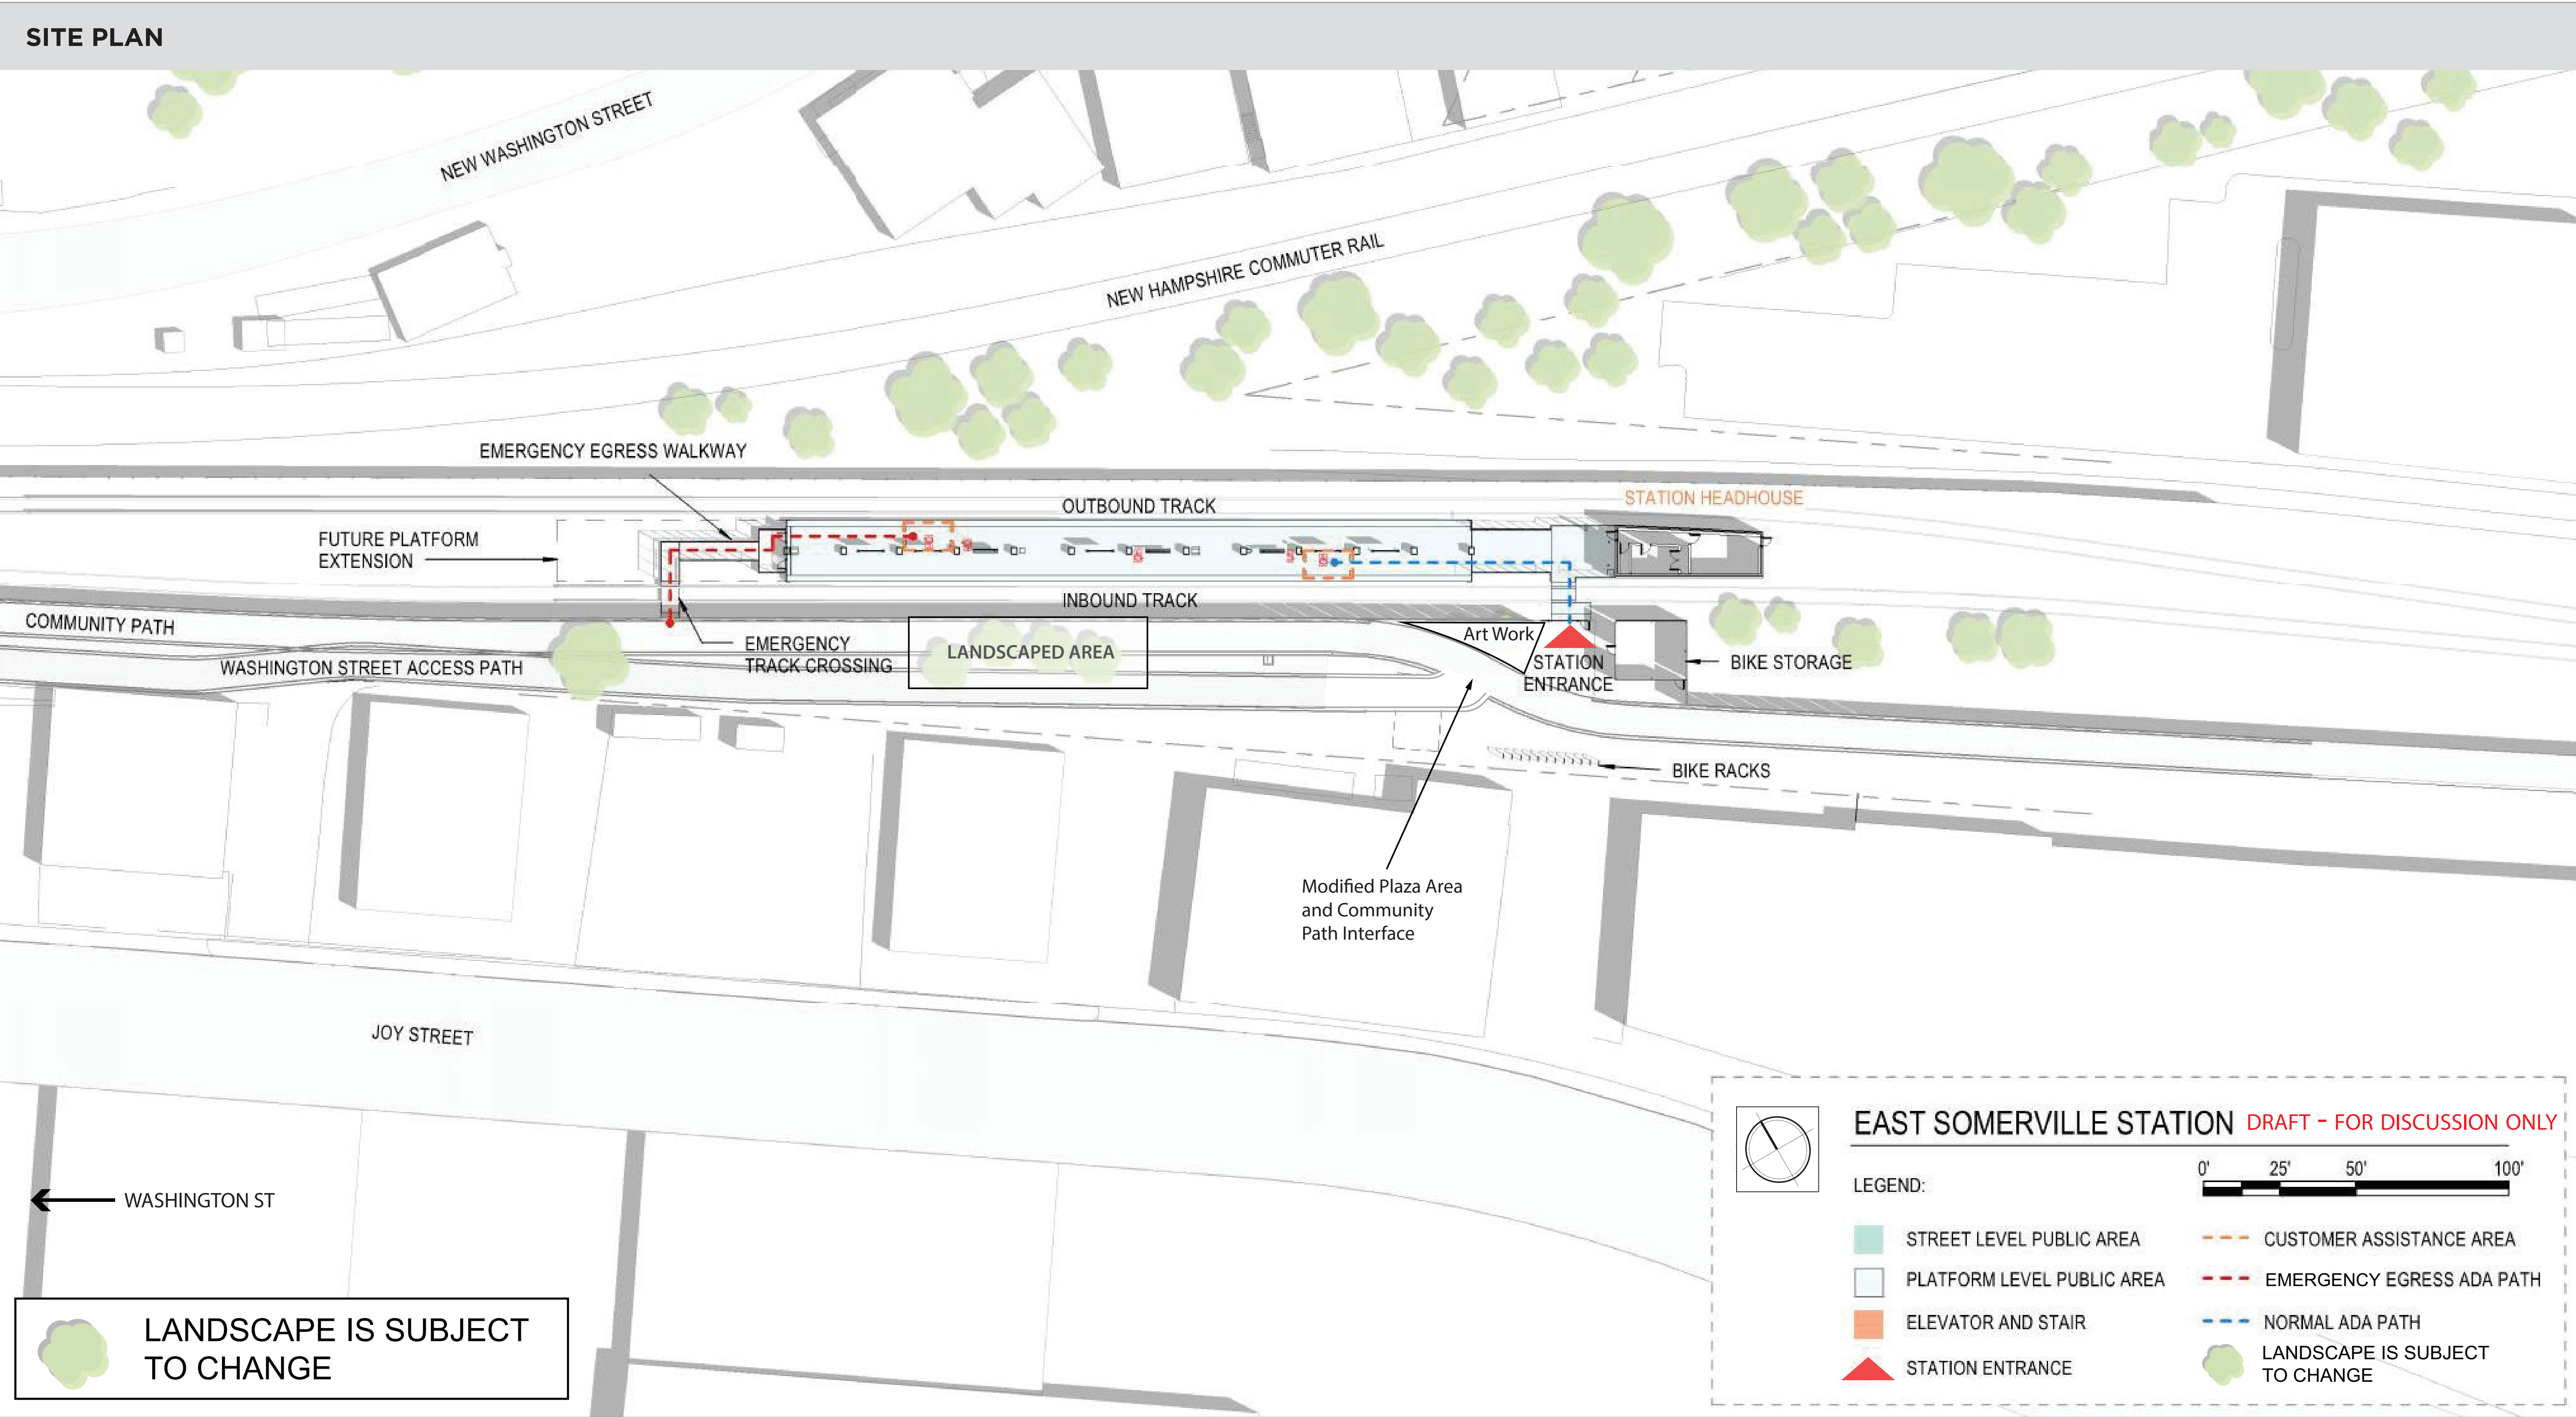 SITE PLAN
NEW WASHINGTON STREET
NEW HAMPSHIRE COMMUTER RAIL
EMERGENCY EGRESS WALKWAY
OUTBOUND TRACK
STATION HEADHOUSE
FUTURE PLATFORM
EXTENSION
INBOUND TRACK
COMMUNITY PATH
WASHINGTON STREET ACCESS PATH
EMERGENCY
TRACK CROSSING
LANDSCAPED AREA
Art Work
STATION
ENTRANCE
BIKE STORAGE
BIKE RACKS
Modified Plaza Area
and Community
Path Interface
JOY STREET
WASHINGTON ST
LANDSCAPE IS SUBJECT
TO CHANGE
EAST SOMERVILLE STATION DRAFT - FOR DISCUSSION ONLY
0' 25' 50' 100'
LEGEND:
STREET LEVEL PUBLIC AREA
PLATFORM LEVEL PUBLIC AREA
ELEVATOR AND STAIR
STATION ENTRANCE
CUSTOMER ASSISTANCE AREA
EMERGENCY EGRESS ADA PATH
NORMAL ADA PATH
LANDSCAPE IS SUBJECT
TO CHANGE